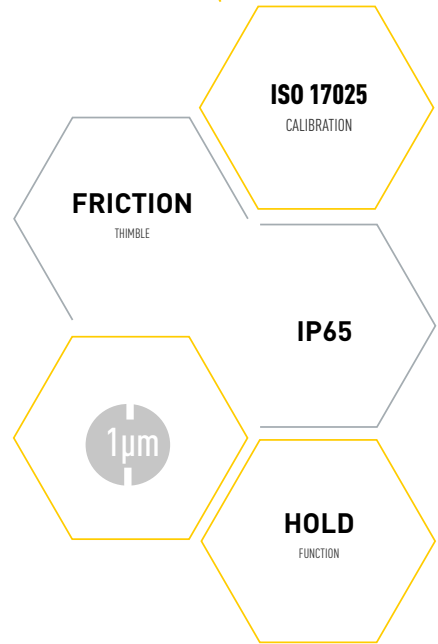 ISO 17025
CALIBRATION
FRICTION
THIMBLE
IP65
1µm
HOLD
FUNCTION